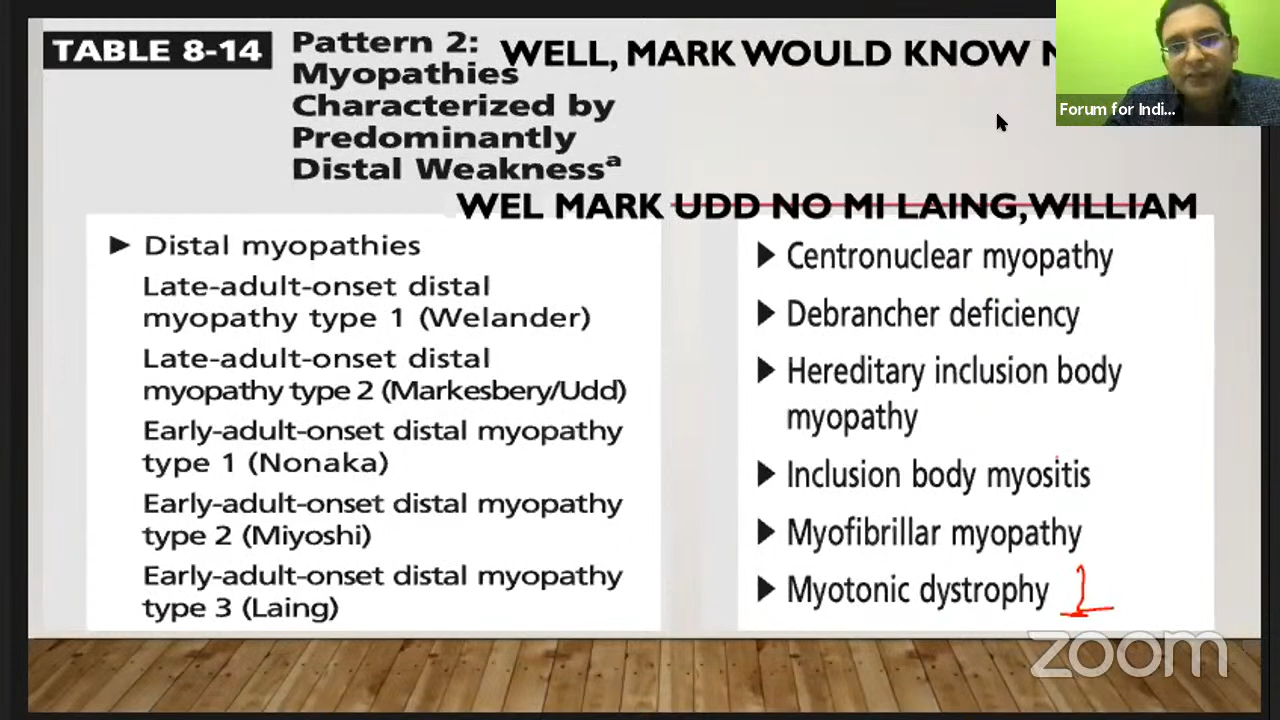 TABLE 8-14
Pattern 2:
Myopathies
Characterized by
Predominantly
Distal Weaknessᵃ
WELL, MARK WOULD KNOW
Forum for Indi...
WEL MARK UDD NO MI LAING,WILLIAM
► Distal myopathies
Late-adult-onset distal
myopathy type 1 (Welander)
Late-adult-onset distal
myopathy type 2 (Markesbery/Udd)
Early-adult-onset distal myopathy
type 1 (Nonaka)
Early-adult-onset distal myopathy
type 2 (Miyoshi)
Early-adult-onset distal myopathy
type 3 (Laing)
► Centronuclear myopathy
► Debrancher deficiency
► Hereditary inclusion body
myopathy
► Inclusion body myositis
► Myofibrillar myopathy
► Myotonic dystrophy 1
zoom